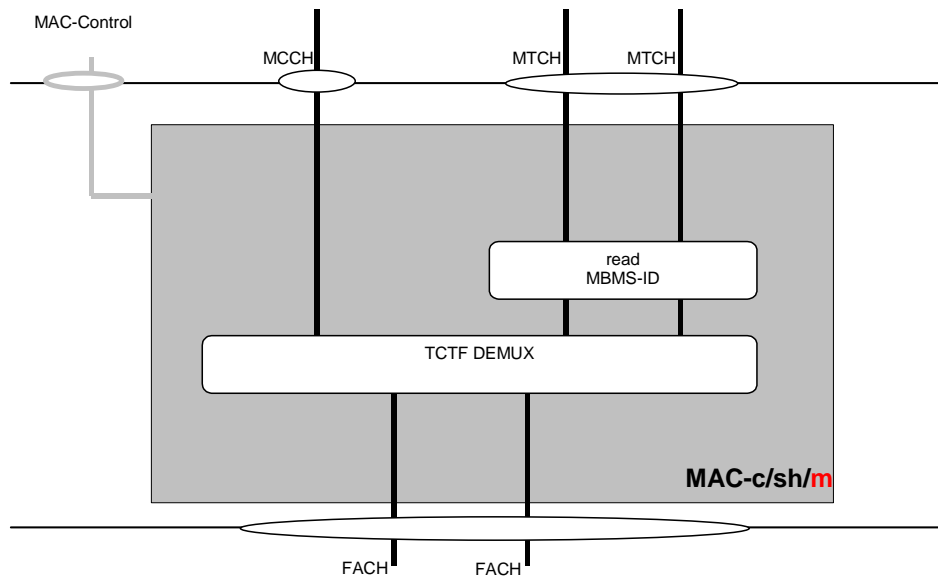 MAC-Control
MCCH
MTCH
MTCH
read
MBMS-ID
TCTF DEMUX
MAC-c/sh/m
FACH
FACH